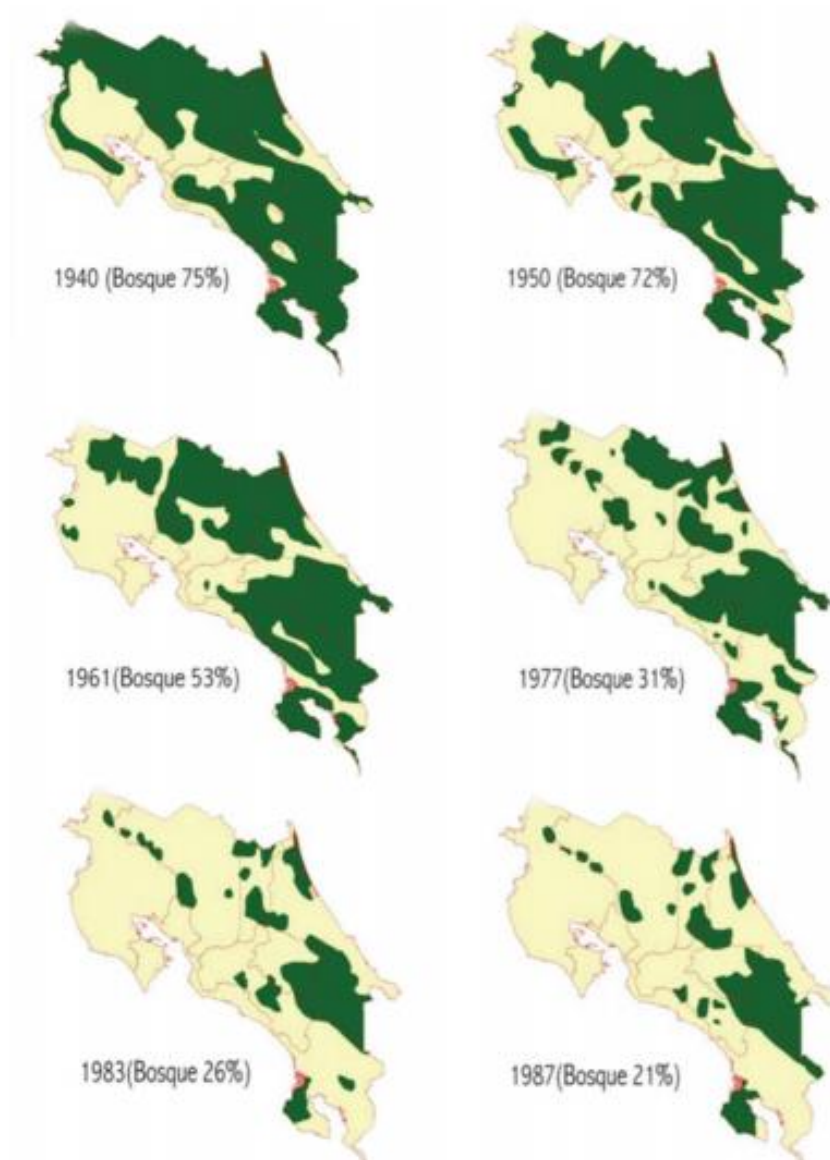 1940 (Bosque 75%)
1950 (Bosque 72%)
1961(Bosque 53%)
1977(Bosque 31%)
1983(Bosque 26%)
1987(Bosque 21%)